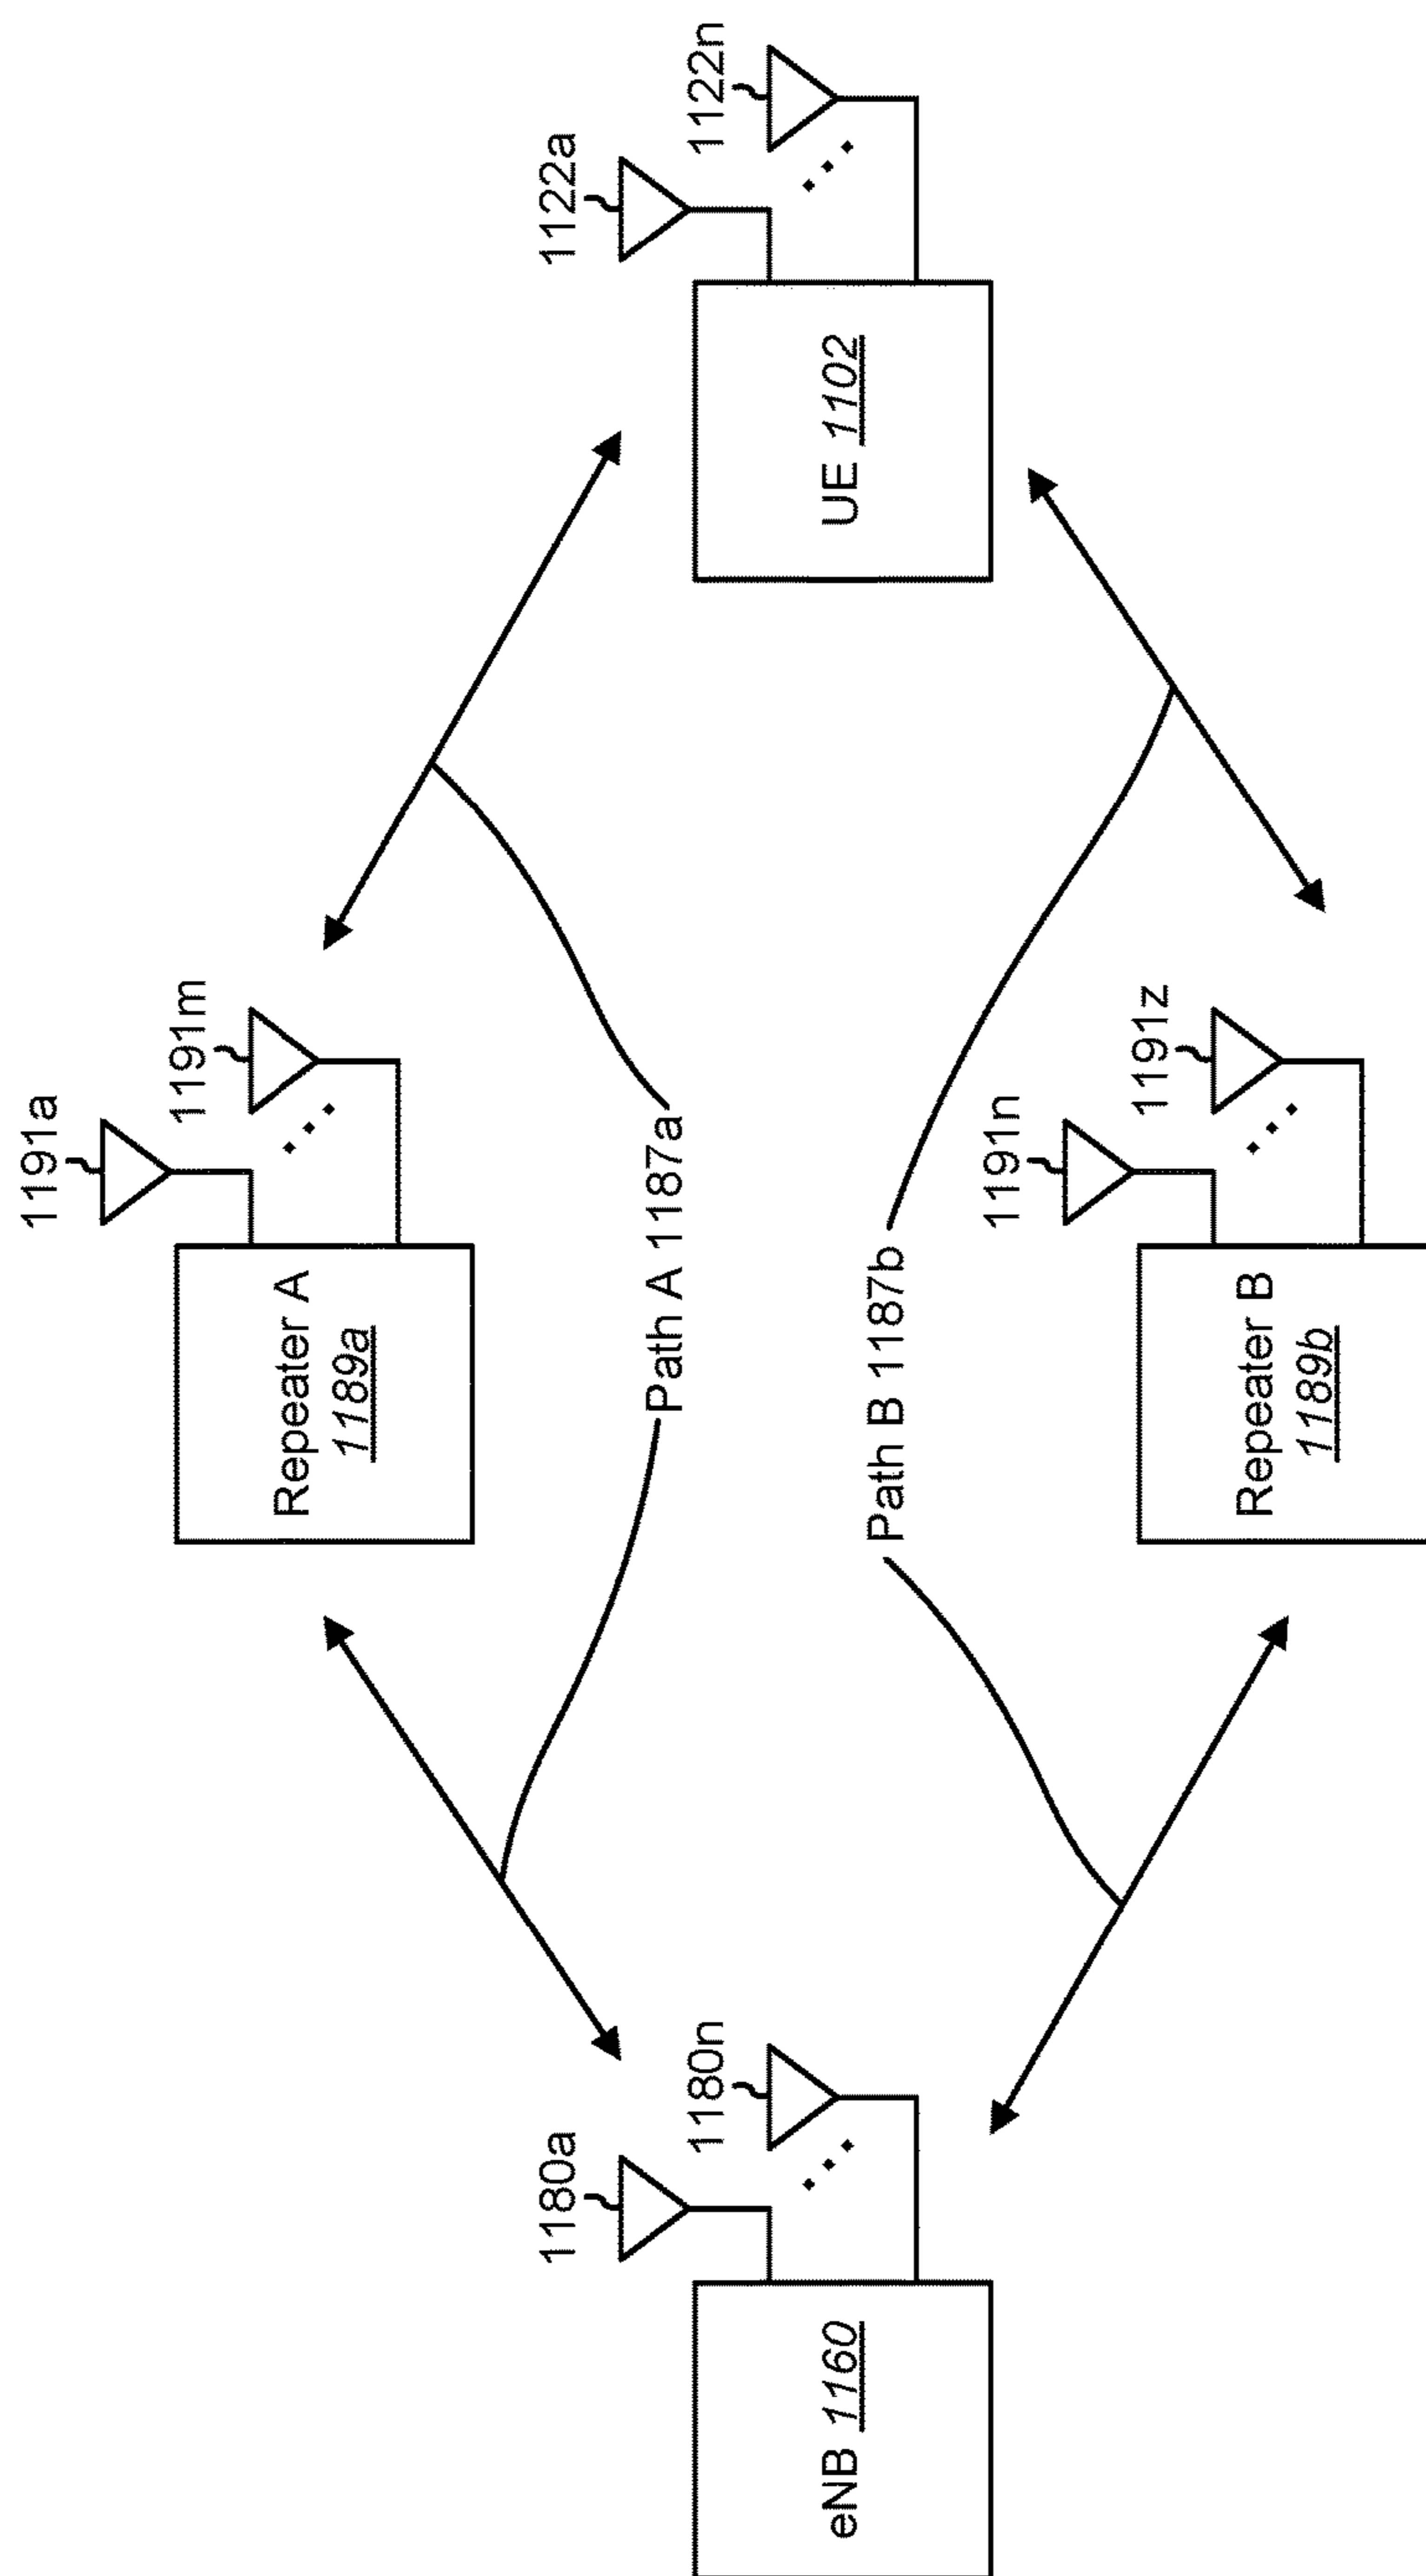 1191a
1191m
Repeater A
1189a
1180a
1180n
1122a
1122n
Path A 1187a
eNB 1160
UE 1102
Path B 1187b
1191n
1191z
Repeater B
1189b